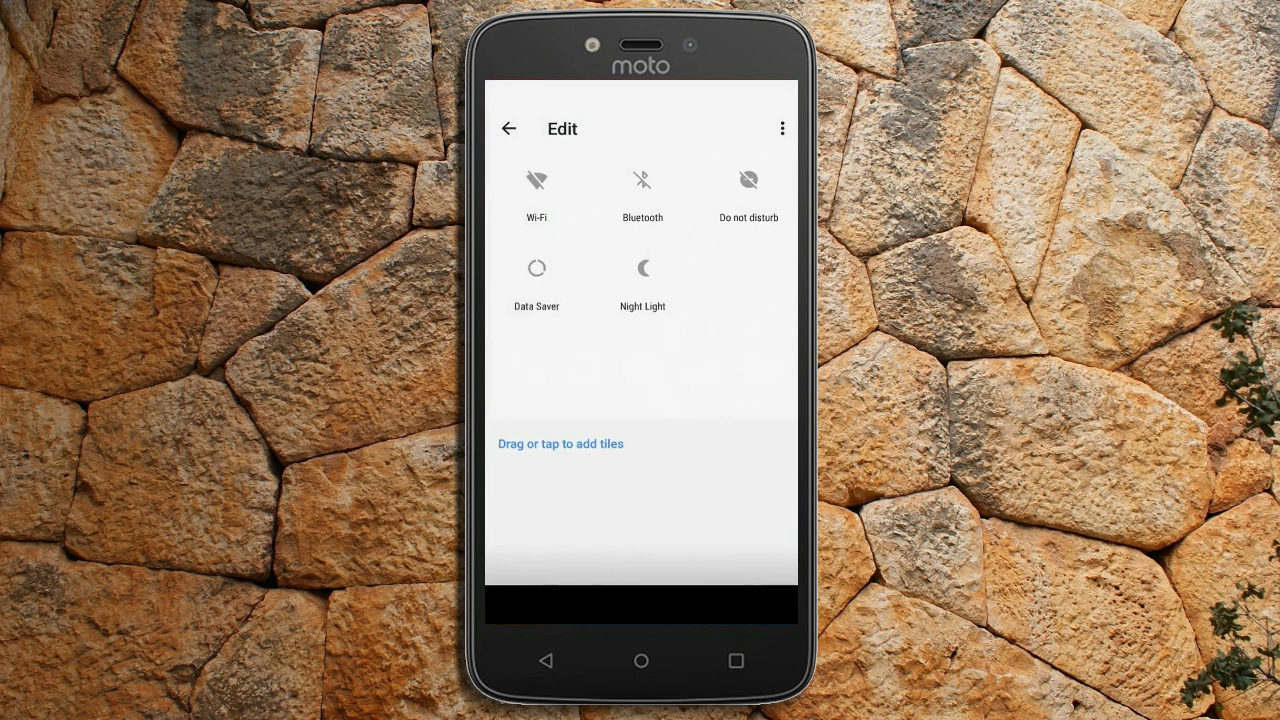 moto
Edit
Wi-Fi
Bluetooth
Do not disturb
Data Saver
Night Light
Drag or tap to add tiles